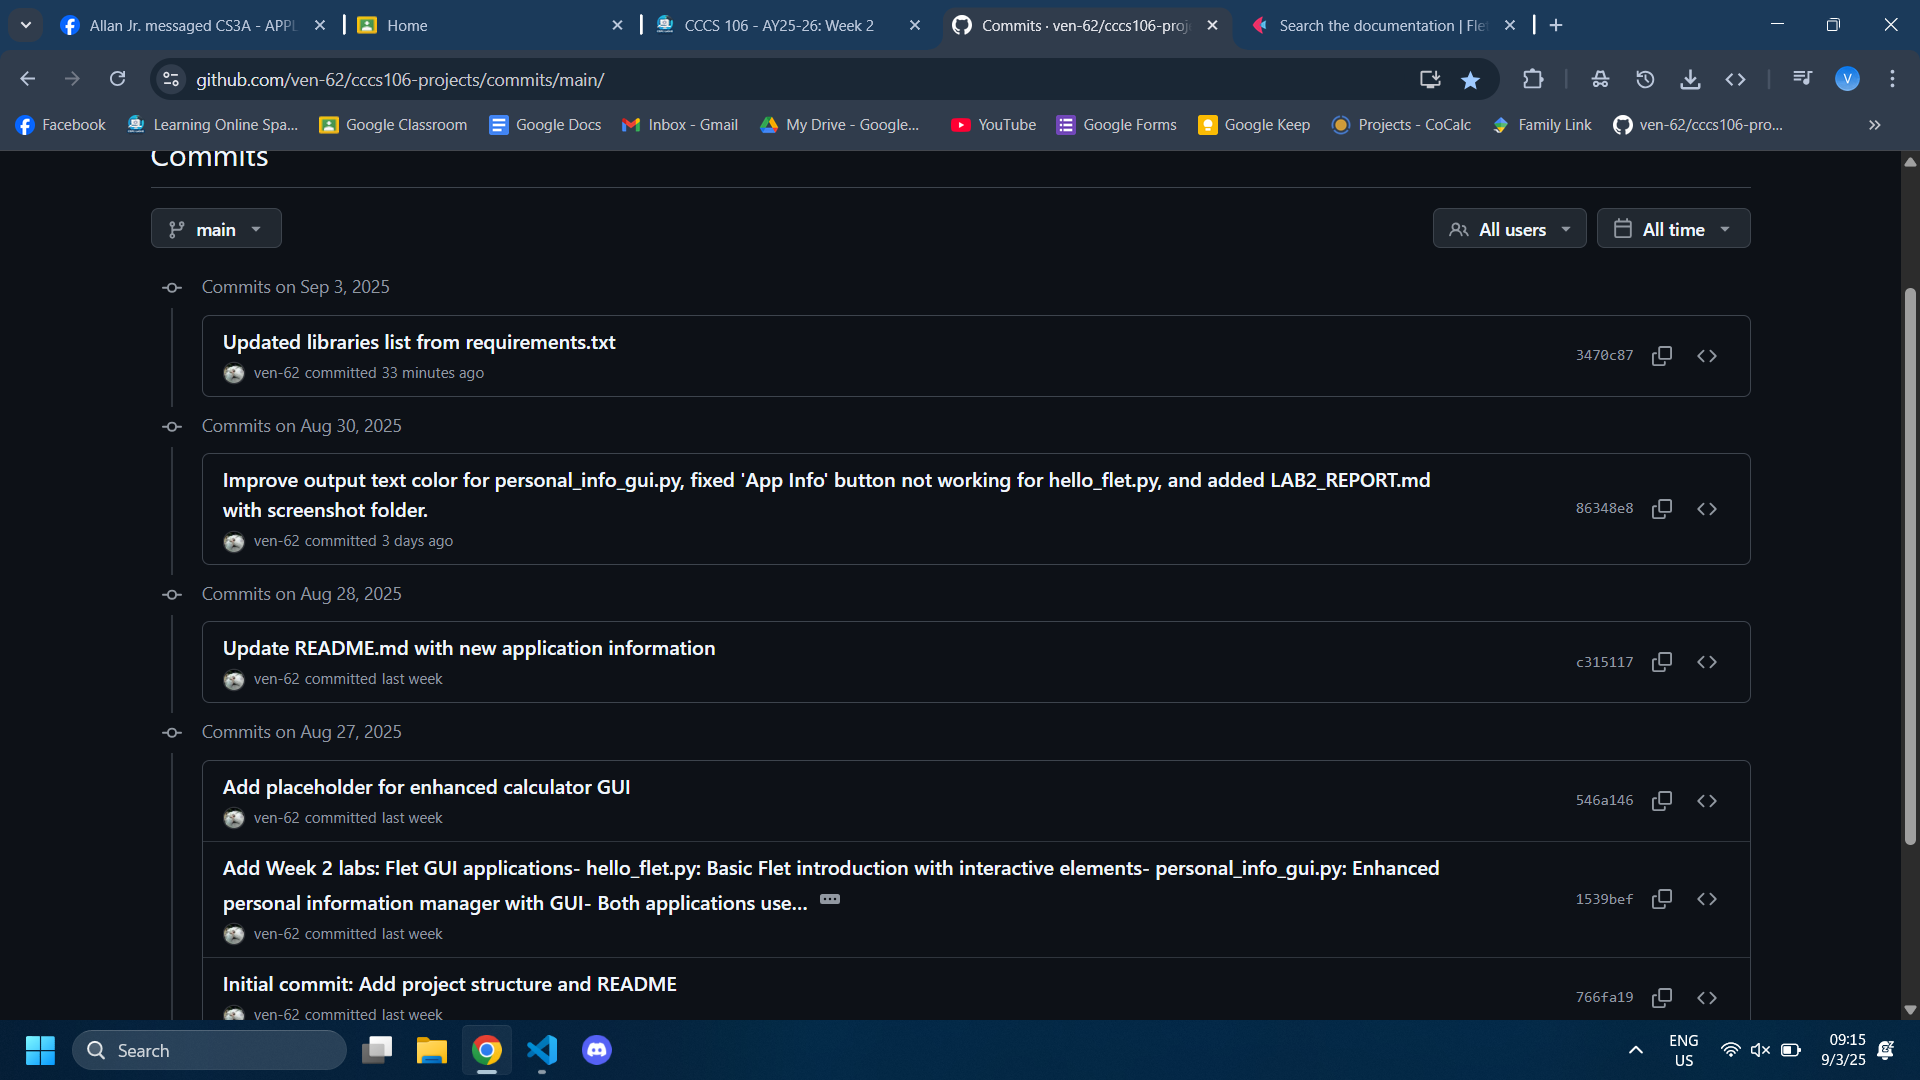 Allan Jr. messaged CS3A - APPL
Home
CCCS 106 - AY25-26: Week 2
Commits · ven-62/cccs106-proje
Search the documentation | Flet
github.com/ven-62/cccs106-projects/commits/main/
V
Facebook
Learning Online Spa...
Google Classroom
Google Docs
Inbox - Gmail
My Drive - Google...
YouTube
Google Forms
Google Keep
Projects - CoCalc
Family Link
ven-62/cccs106-pro...
Commits
main
All users
All time
Commits on Sep 3, 2025
Updated libraries list from requirements.txt
3470c87
ven-62 committed 33 minutes ago
Commits on Aug 30, 2025
Improve output text color for personal_info_gui.py, fixed 'App Info' button not working for hello_flet.py, and added LAB2_REPORT.md
with screenshot folder.
86348e8
ven-62 committed 3 days ago
Commits on Aug 28, 2025
Update README.md with new application information
c315117
ven-62 committed last week
Commits on Aug 27, 2025
Add placeholder for enhanced calculator GUI
546a146
ven-62 committed last week
Add Week 2 labs: Flet GUI applications- hello_flet.py: Basic Flet introduction with interactive elements- personal_info_gui.py: Enhanced
personal information manager with GUI- Both applications use...
1539bef
ven-62 committed last week
Initial commit: Add project structure and README
766fa19
ven-62 committed last week
Search
ENG
US
09:15
9/3/25